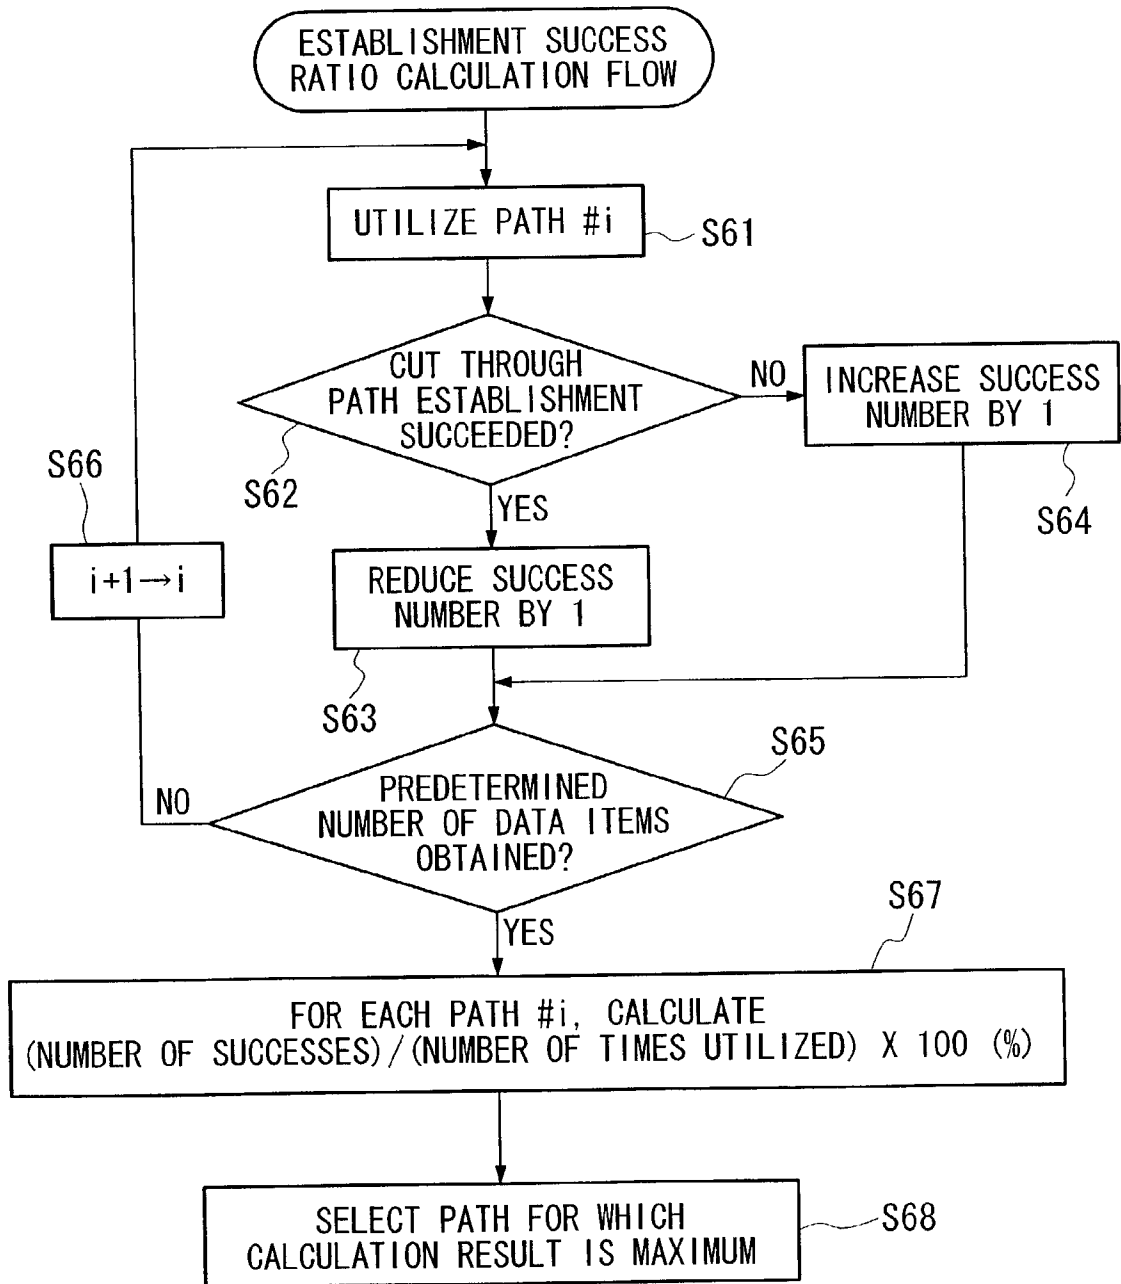 ESTABLISHMENT SUCCESS
RATIO CALCULATION FLOW
UTILIZE PATH #i
S61
CUT THROUGH
PATH ESTABLISHMENT
SUCCEEDED?
S62
NO
INCREASE SUCCESS
NUMBER BY 1
S64
YES
S66
i+1→i
REDUCE SUCCESS
NUMBER BY 1
S63
PREDETERMINED
NUMBER OF DATA ITEMS
OBTAINED?
S65
NO
YES
S67
FOR EACH PATH #i, CALCULATE
(NUMBER OF SUCCESSES)/(NUMBER OF TIMES UTILIZED) X 100 (%)
SELECT PATH FOR WHICH
CALCULATION RESULT IS MAXIMUM
S68